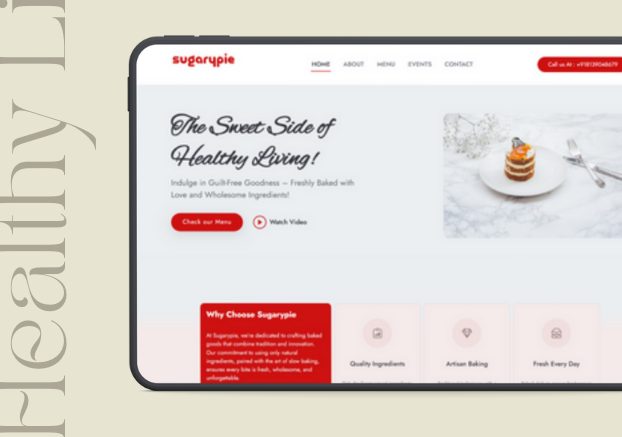 Healthy Li
sugarypie
HOME ABOUT MENU EVENTS CONTACT
Call us At : +918139048679
The Sweet Side of
Healthy Living!
Indulge in Guilt-Free Goodness – Freshly Baked with
Love and Wholesome Ingredients!
Check our Menu Watch Video
Why Choose Sugarypie
At Sugarypie, we're dedicated to crafting baked
goods that combine tradition and innovation.
Our commitment to using only natural
ingredients, paired with the art of slow baking,
ensures every bite is fresh, wholesome, and
unforgettable.
Quality Ingredients
Artisan Baking
Fresh Every Day